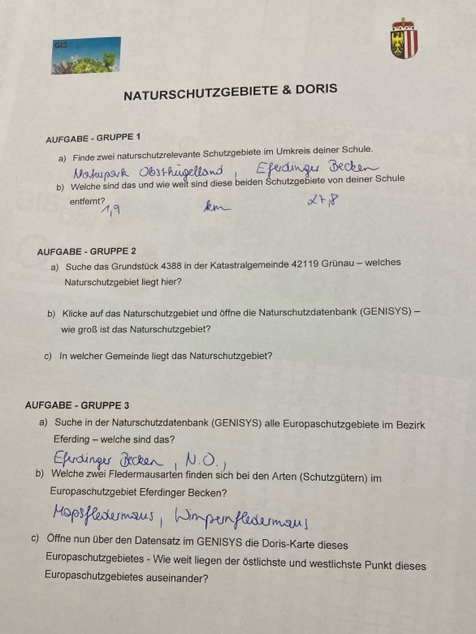 GIS
NATURSCHUTZGEBIETE & DORIS
AUFGABE - GRUPPE 1
a) Finde zwei naturschutzrelevante Schutzgebiete im Umkreis deiner Schule.
Naturpark Obsthügelland, Eferdinger Becken
b) Welche sind das und wie weit sind diese beiden Schutzgebiete von deiner Schule
entfernt?
1,9 km 27,8
AUFGABE - GRUPPE 2
a) Suche das Grundstück 4388 in der Katastralgemeinde 42119 Grünau – welches
Naturschutzgebiet liegt hier?
b) Klicke auf das Naturschutzgebiet und öffne die Naturschutzdatenbank (GENISYS) –
wie groß ist das Naturschutzgebiet?
c) In welcher Gemeinde liegt das Naturschutzgebiet?
AUFGABE - GRUPPE 3
a) Suche in der Naturschutzdatenbank (GENISYS) alle Europaschutzgebiete im Bezirk
Eferding – welche sind das?
Eferdinger Becken, N.O.,
b) Welche zwei Fledermausarten finden sich bei den Arten (Schutzgütern) im
Europaschutzgebiet Eferdinger Becken?
Mopsfledermaus, Wimpernfledermaus
c) Öffne nun über den Datensatz im GENISYS die Doris-Karte dieses
Europaschutzgebietes - Wie weit liegen der östlichste und westlichste Punkt dieses
Europaschutzgebietes auseinander?